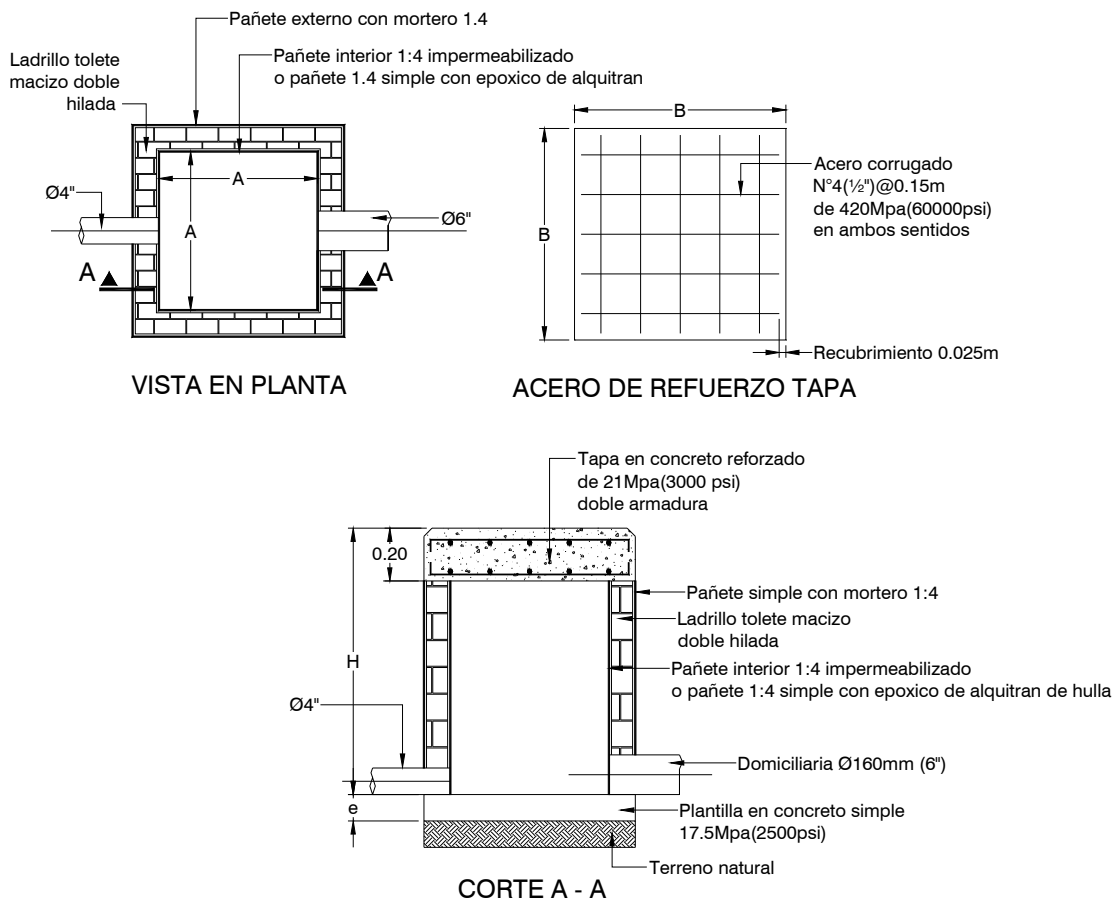 Pañete externo con mortero 1.4
Ladrillo tolete
macizo doble
hilada
Pañete interior 1:4 impermeabilizado
o pañete 1.4 simple con epoxico de alquitran
Ø4"
A
A
Ø6"
A
A
VISTA EN PLANTA
B
B
Acero corrugado
N°4(½")@0.15m
de 420Mpa(60000psi)
en ambos sentidos
Recubrimiento 0.025m
ACERO DE REFUERZO TAPA
Tapa en concreto reforzado
de 21Mpa(3000 psi)
doble armadura
0.20
H
Pañete simple con mortero 1:4
Ladrillo tolete macizo
doble hilada
Pañete interior 1:4 impermeabilizado
o pañete 1:4 simple con epoxico de alquitran de hulla
Ø4"
Domiciliaria Ø160mm (6")
e
Plantilla en concreto simple
17.5Mpa(2500psi)
Terreno natural
CORTE A - A